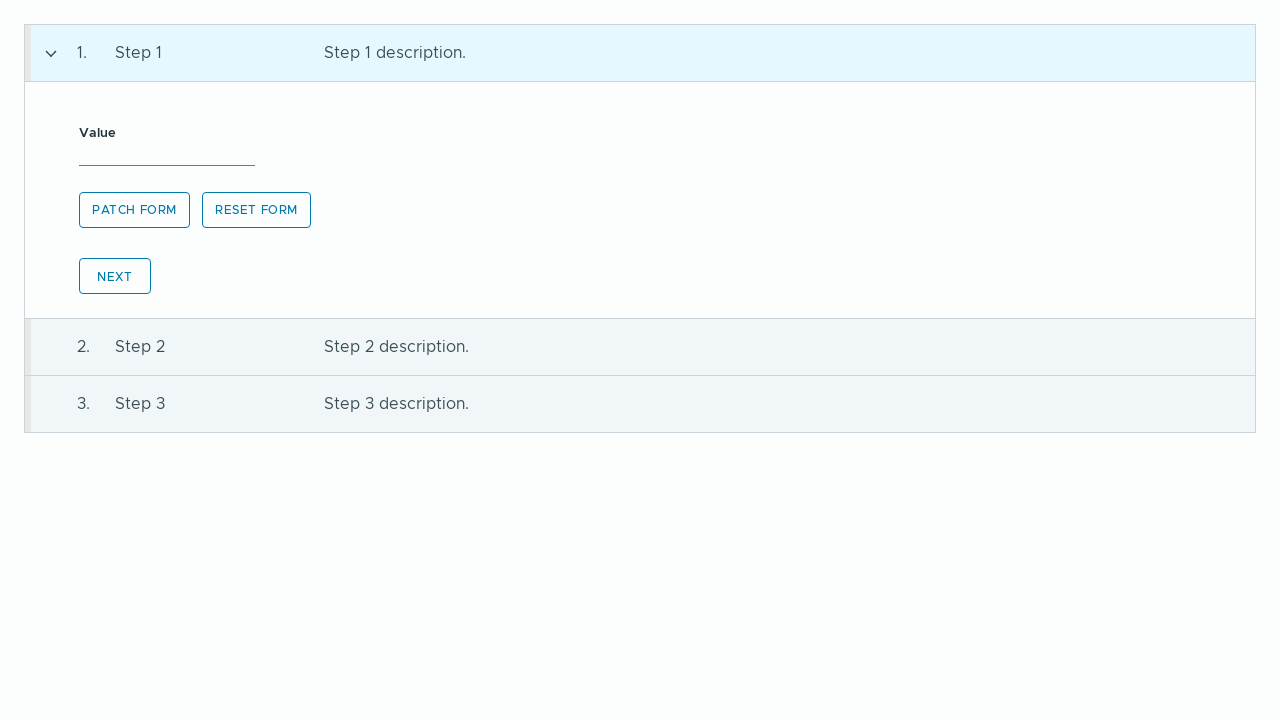 1. Step 1 Step 1 description.
Value
PATCH FORM RESET FORM
NEXT
2. Step 2 Step 2 description.
3. Step 3 Step 3 description.